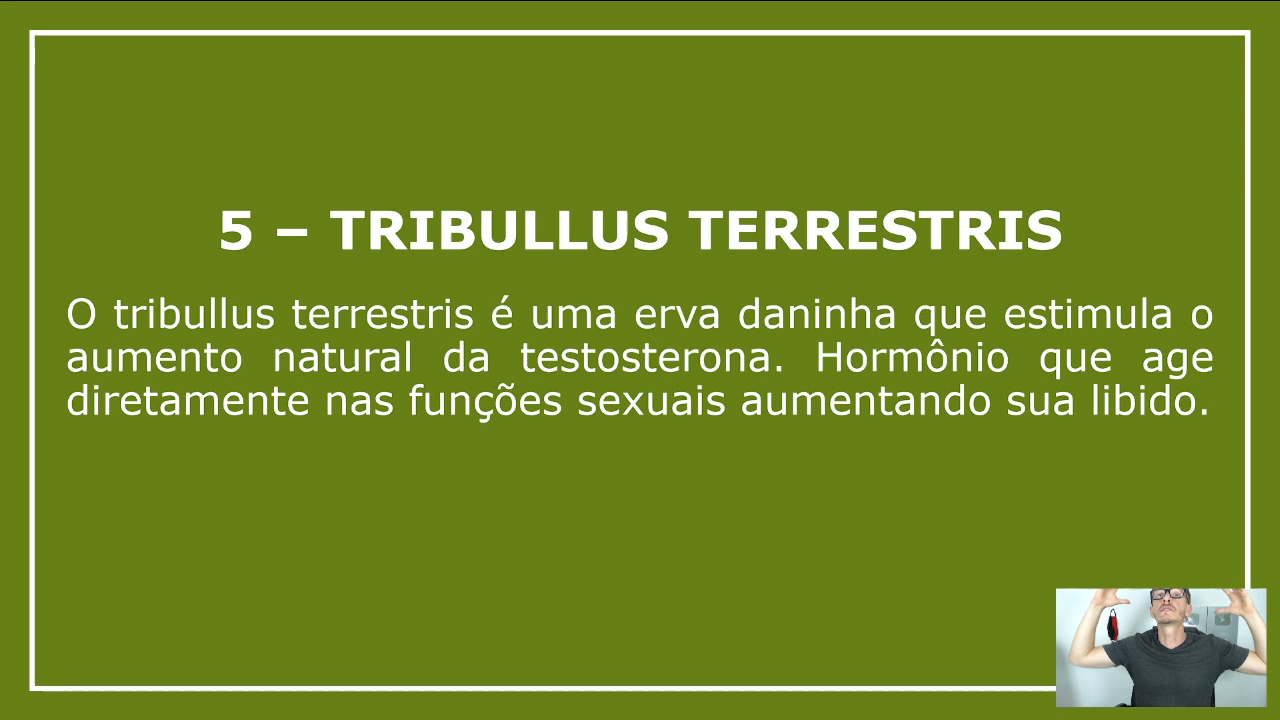 5 – TRIBULLUS TERRESTRIS
O tribullus terrestris é uma erva daninha que estimula o
aumento natural da testosterona. Hormônio que age
diretamente nas funções sexuais aumentando sua libido.